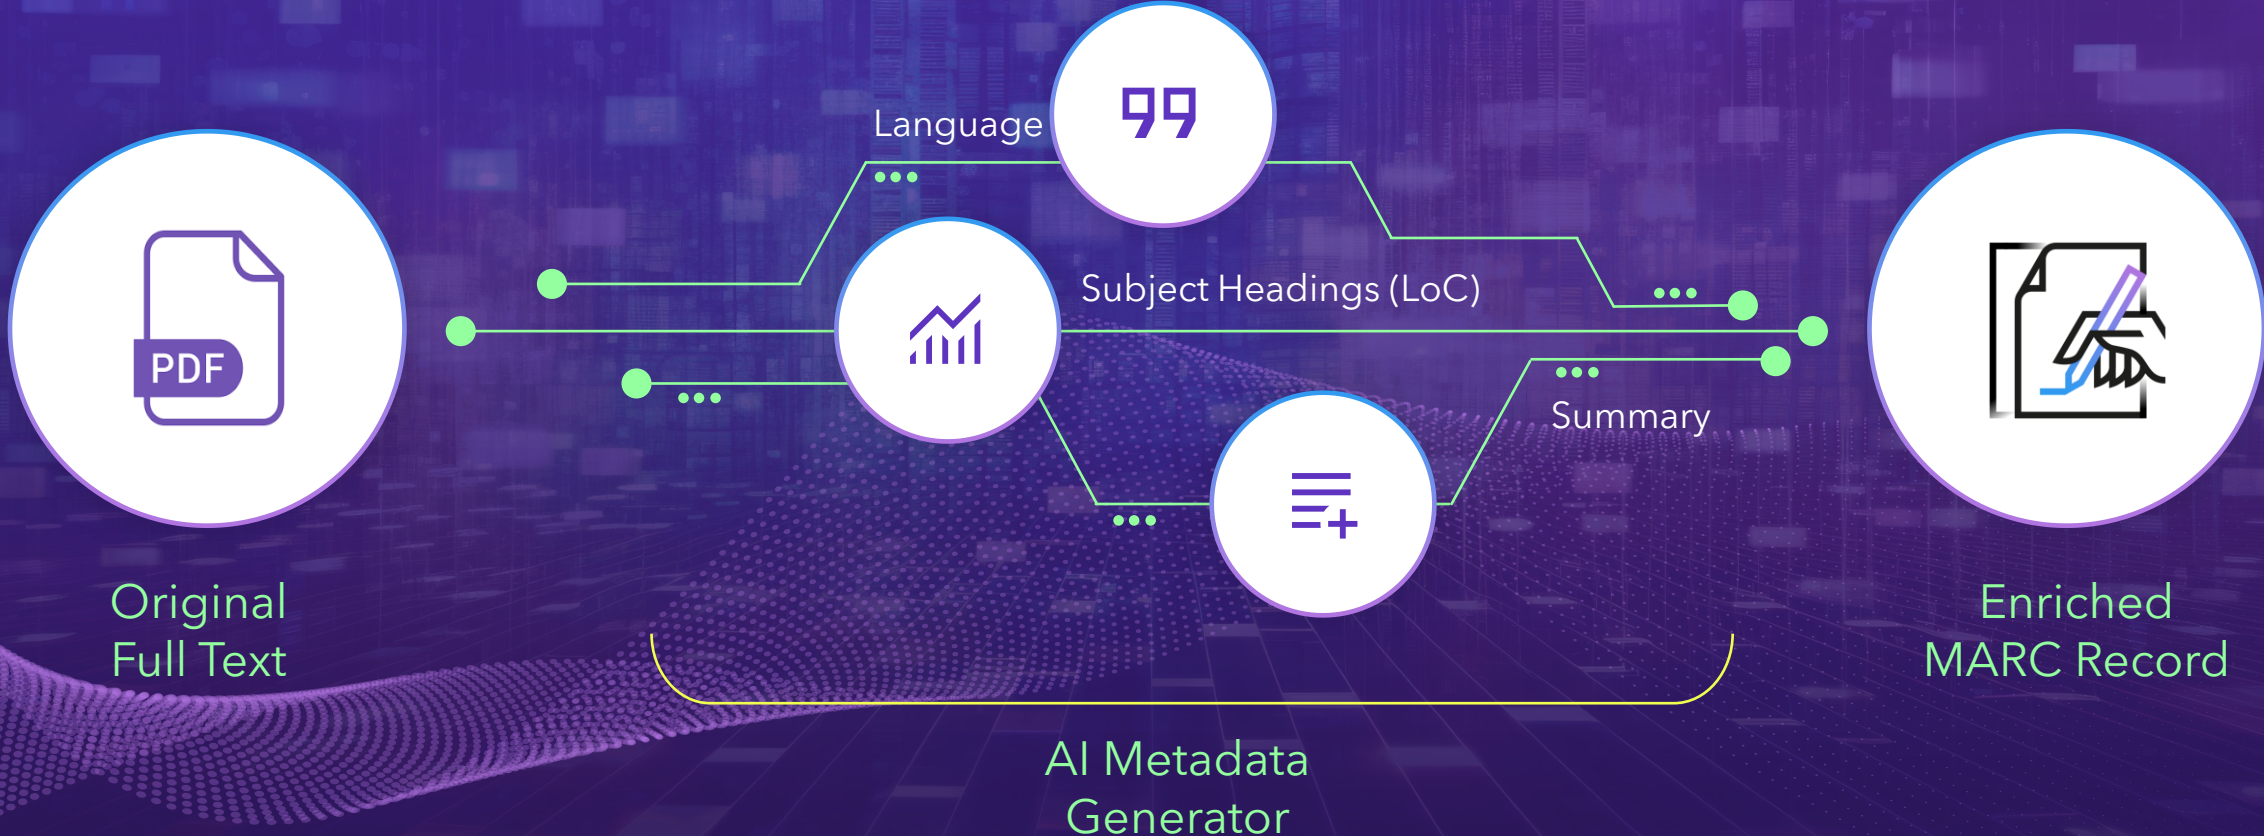 Language
Subject Headings (LoC)
PDF
Summary
Original
Full Text
Enriched
MARC Record
AI Metadata
Generator